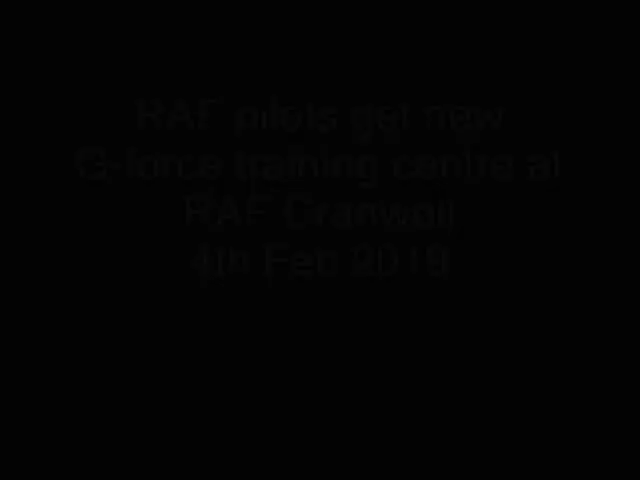 RAF pilots get new
G-force training centre at
RAF Cranwell
4th Feb 2019